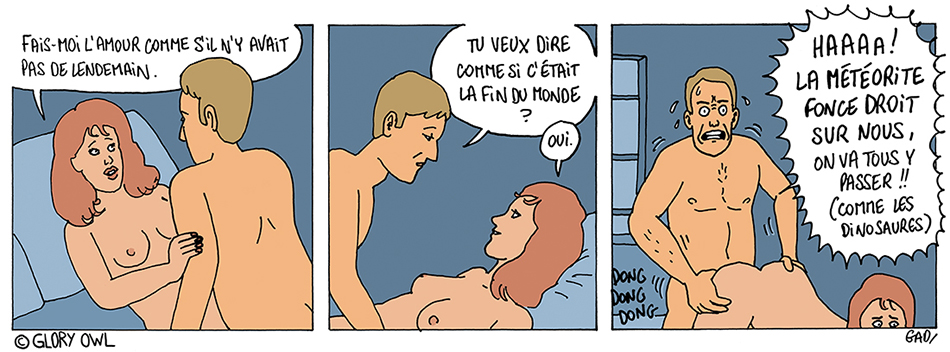 FAIS-MOI L'AMOUR COMME S'IL N'Y AVAIT
PAS DE LENDEMAIN.
TU VEUX DIRE
COMME SI C'ÉTAIT
LA FIN DU MONDE
?
OUI.
HAAAA!
LA MÉTÉORITE
FONCE DROIT
SUR NOUS,
ON VA TOUS Y
PASSER !!
(COMME LES
DINOSAURES)
DONG
DONG
DONG
© GLORY OWL
GAD/